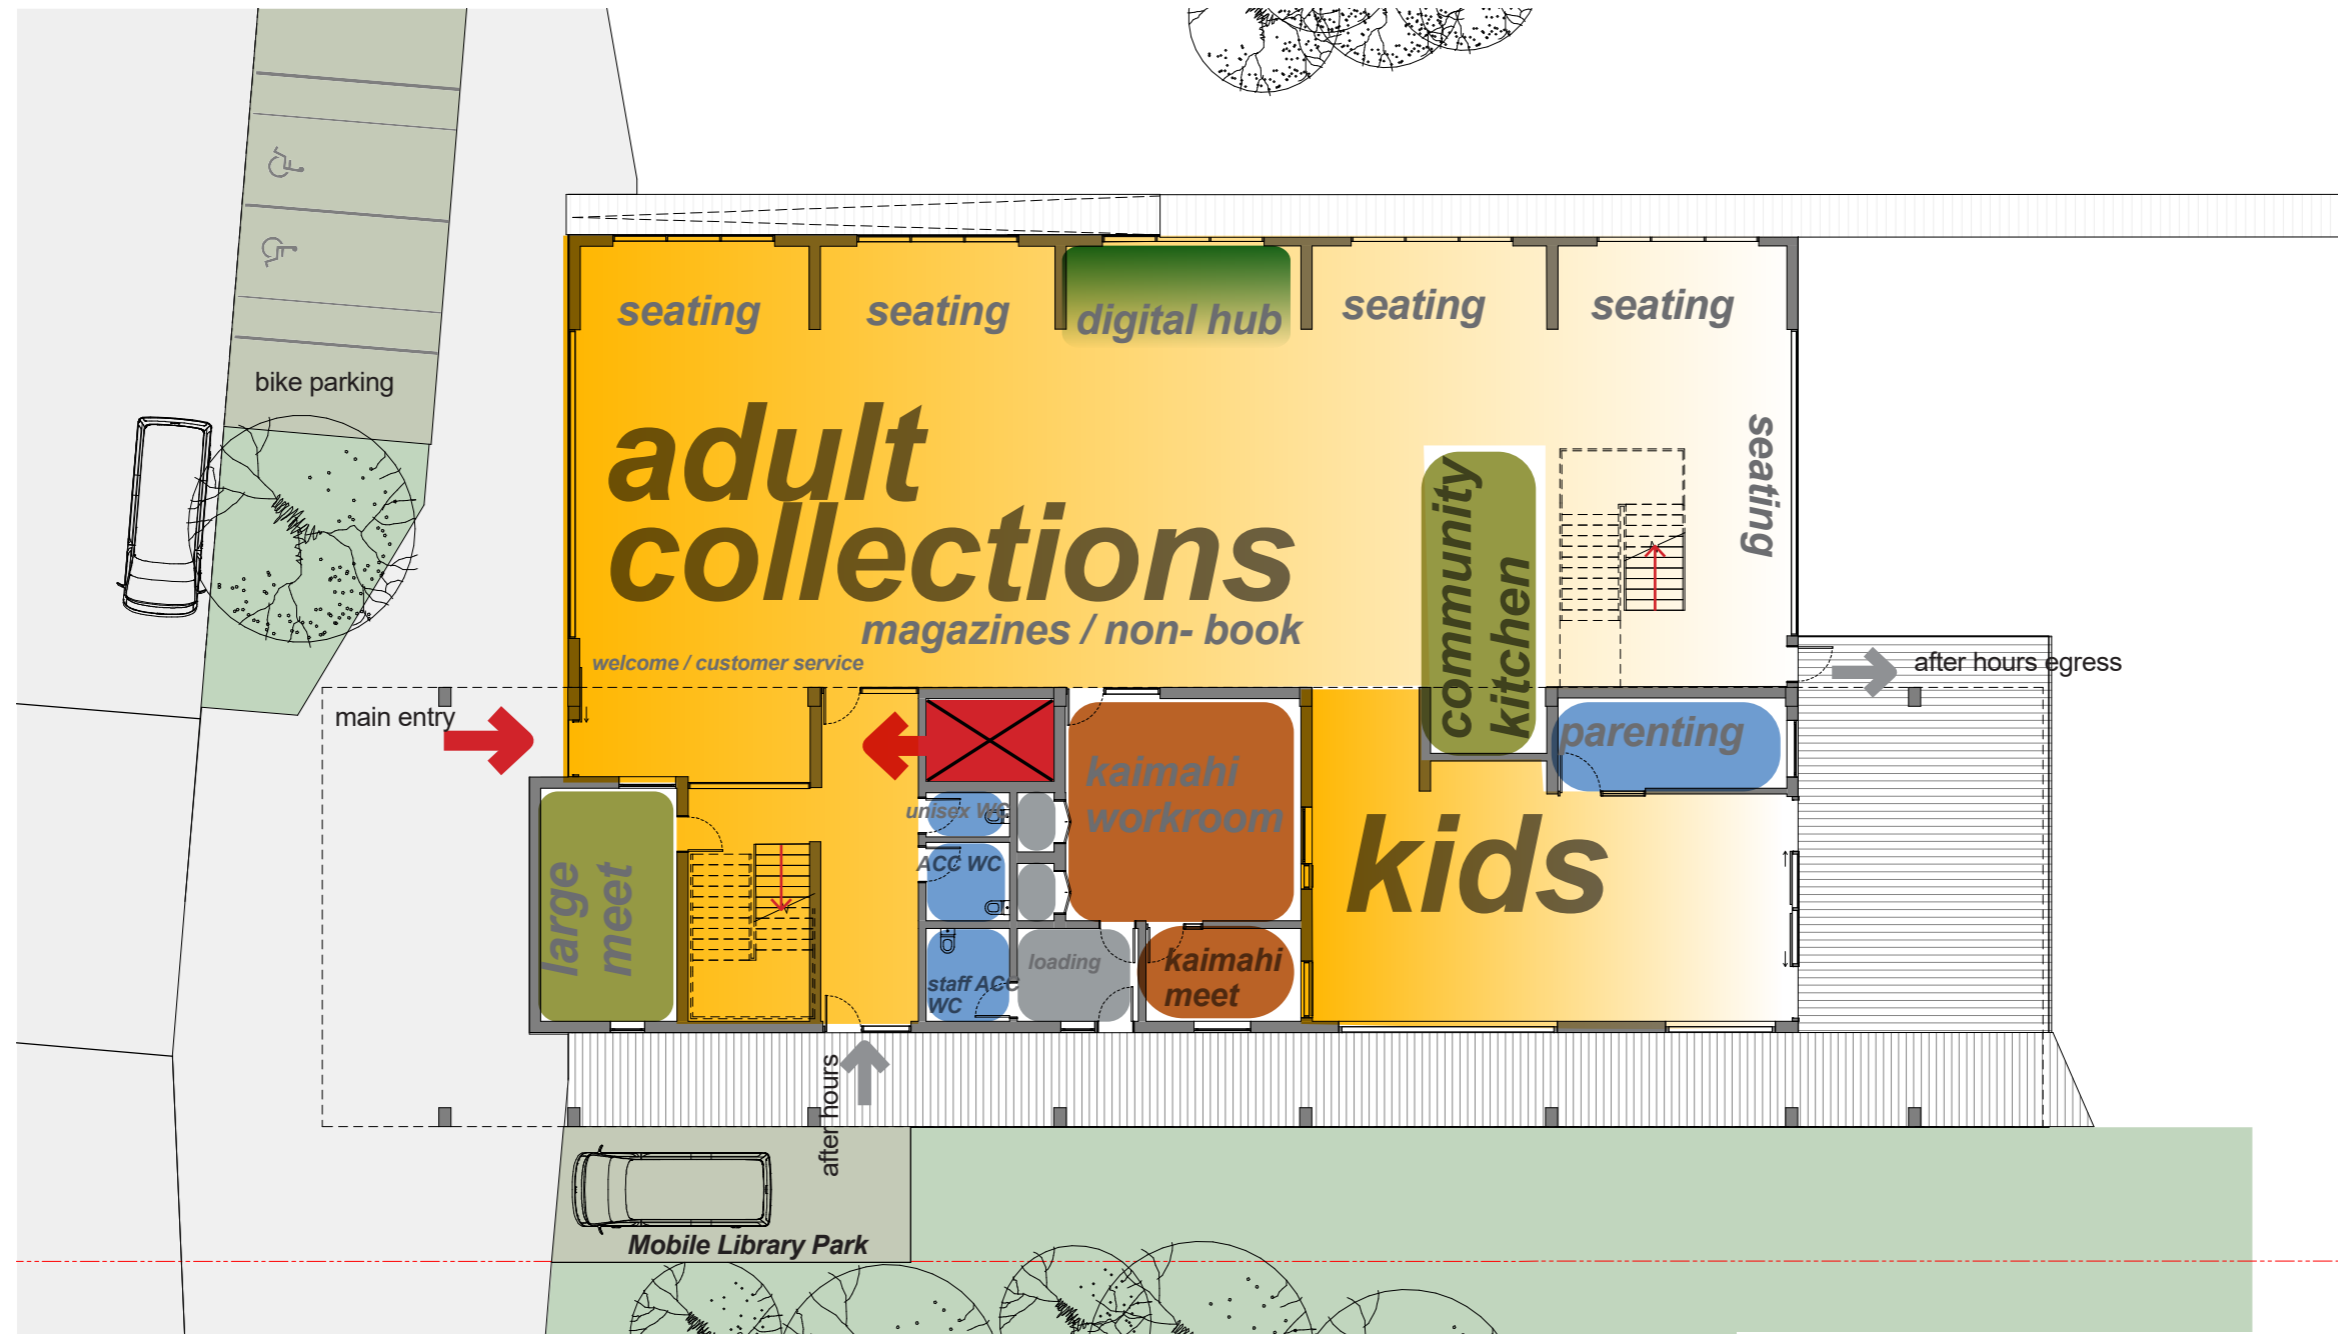 seating
seating
digital hub
seating
seating
bike parking
adult
collections
magazines / non- book
welcome / customer service
community
kitchen
seating
after hours egress
main entry
parenting
kaimahi
workroom
unisex WC
ACC WC
large
meet
kids
staff ACC
WC
loading
kaimahi
meet
after hours
Mobile Library Park